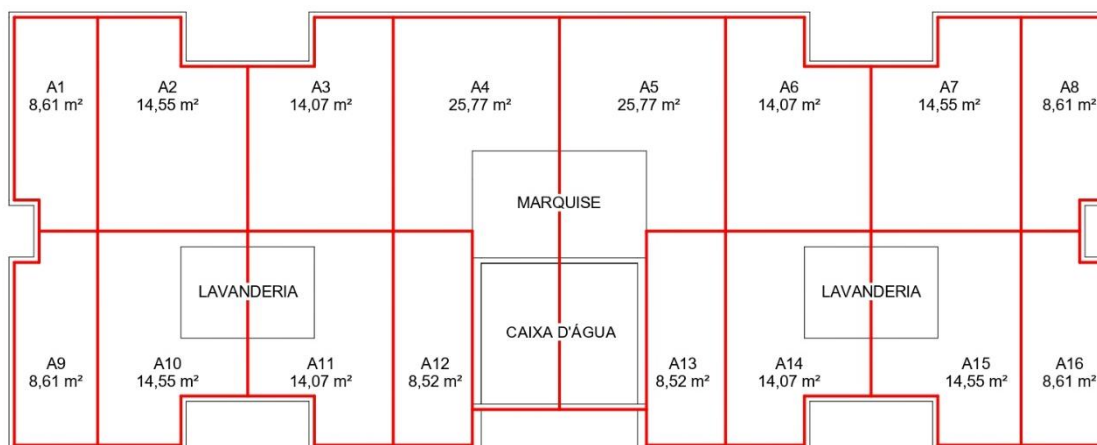 A1
8,61 m²
A2
14,55 m²
A3
14,07 m²
A4
25,77 m²
A5
25,77 m²
A6
14,07 m²
A7
14,55 m²
A8
8,61 m²
MARQUISE
LAVANDERIA
LAVANDERIA
CAIXA D'ÁGUA
A9
8,61 m²
A10
14,55 m²
A11
14,07 m²
A12
8,52 m²
A13
8,52 m²
A14
14,07 m²
A15
14,55 m²
A16
8,61 m²